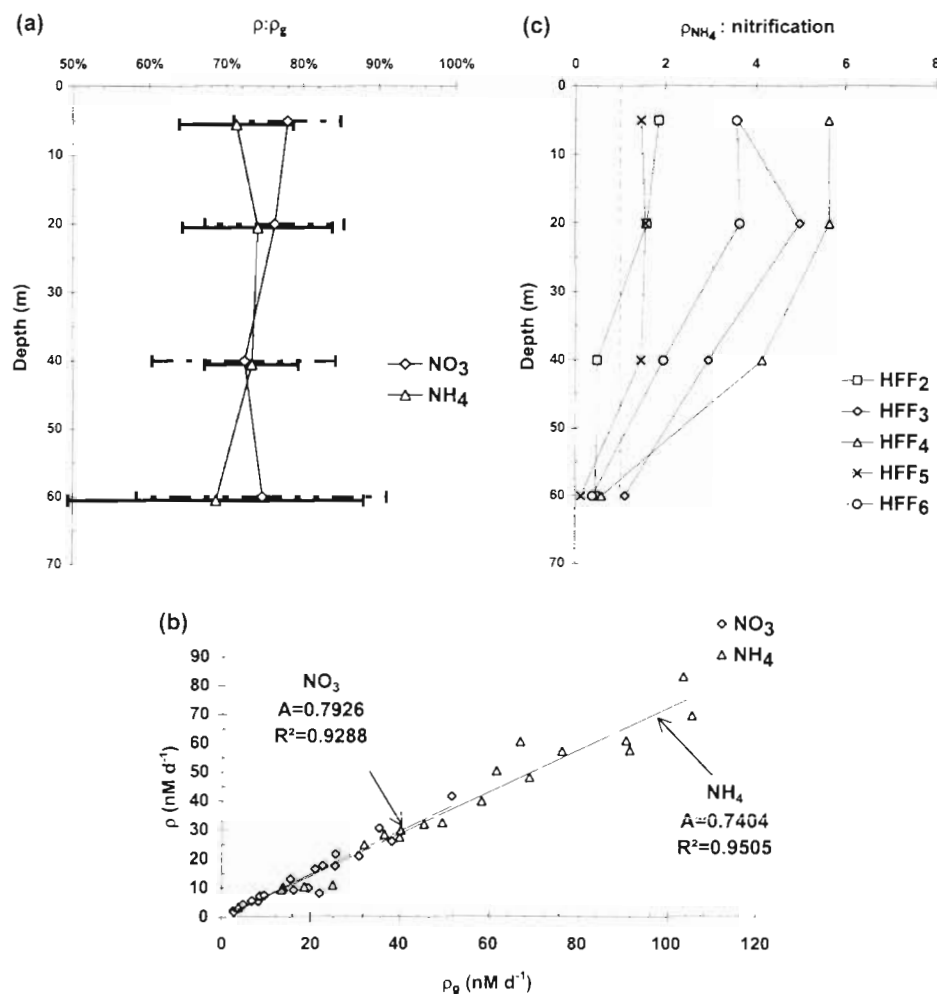 (a)
ρ:ρg
50% 60% 70% 80% 90% 100%
0
10
20
30
40
50
60
70
Depth (m)
NO3
NH4
(c)
ρNH4 : nitrification
0 2 4 6 8
0
10
20
30
40
50
60
70
Depth (m)
HFF2
HFF3
HFF4
HFF5
HFF6
(b)
NO3
NH4
90
80
70
60
50
40
30
20
10
0
ρ (nM d-1)
NO3
A=0.7926
R²=0.9288
NH4
A=0.7404
R²=0.9505
0 20 40 60 80 100 120
ρg (nM d-1)